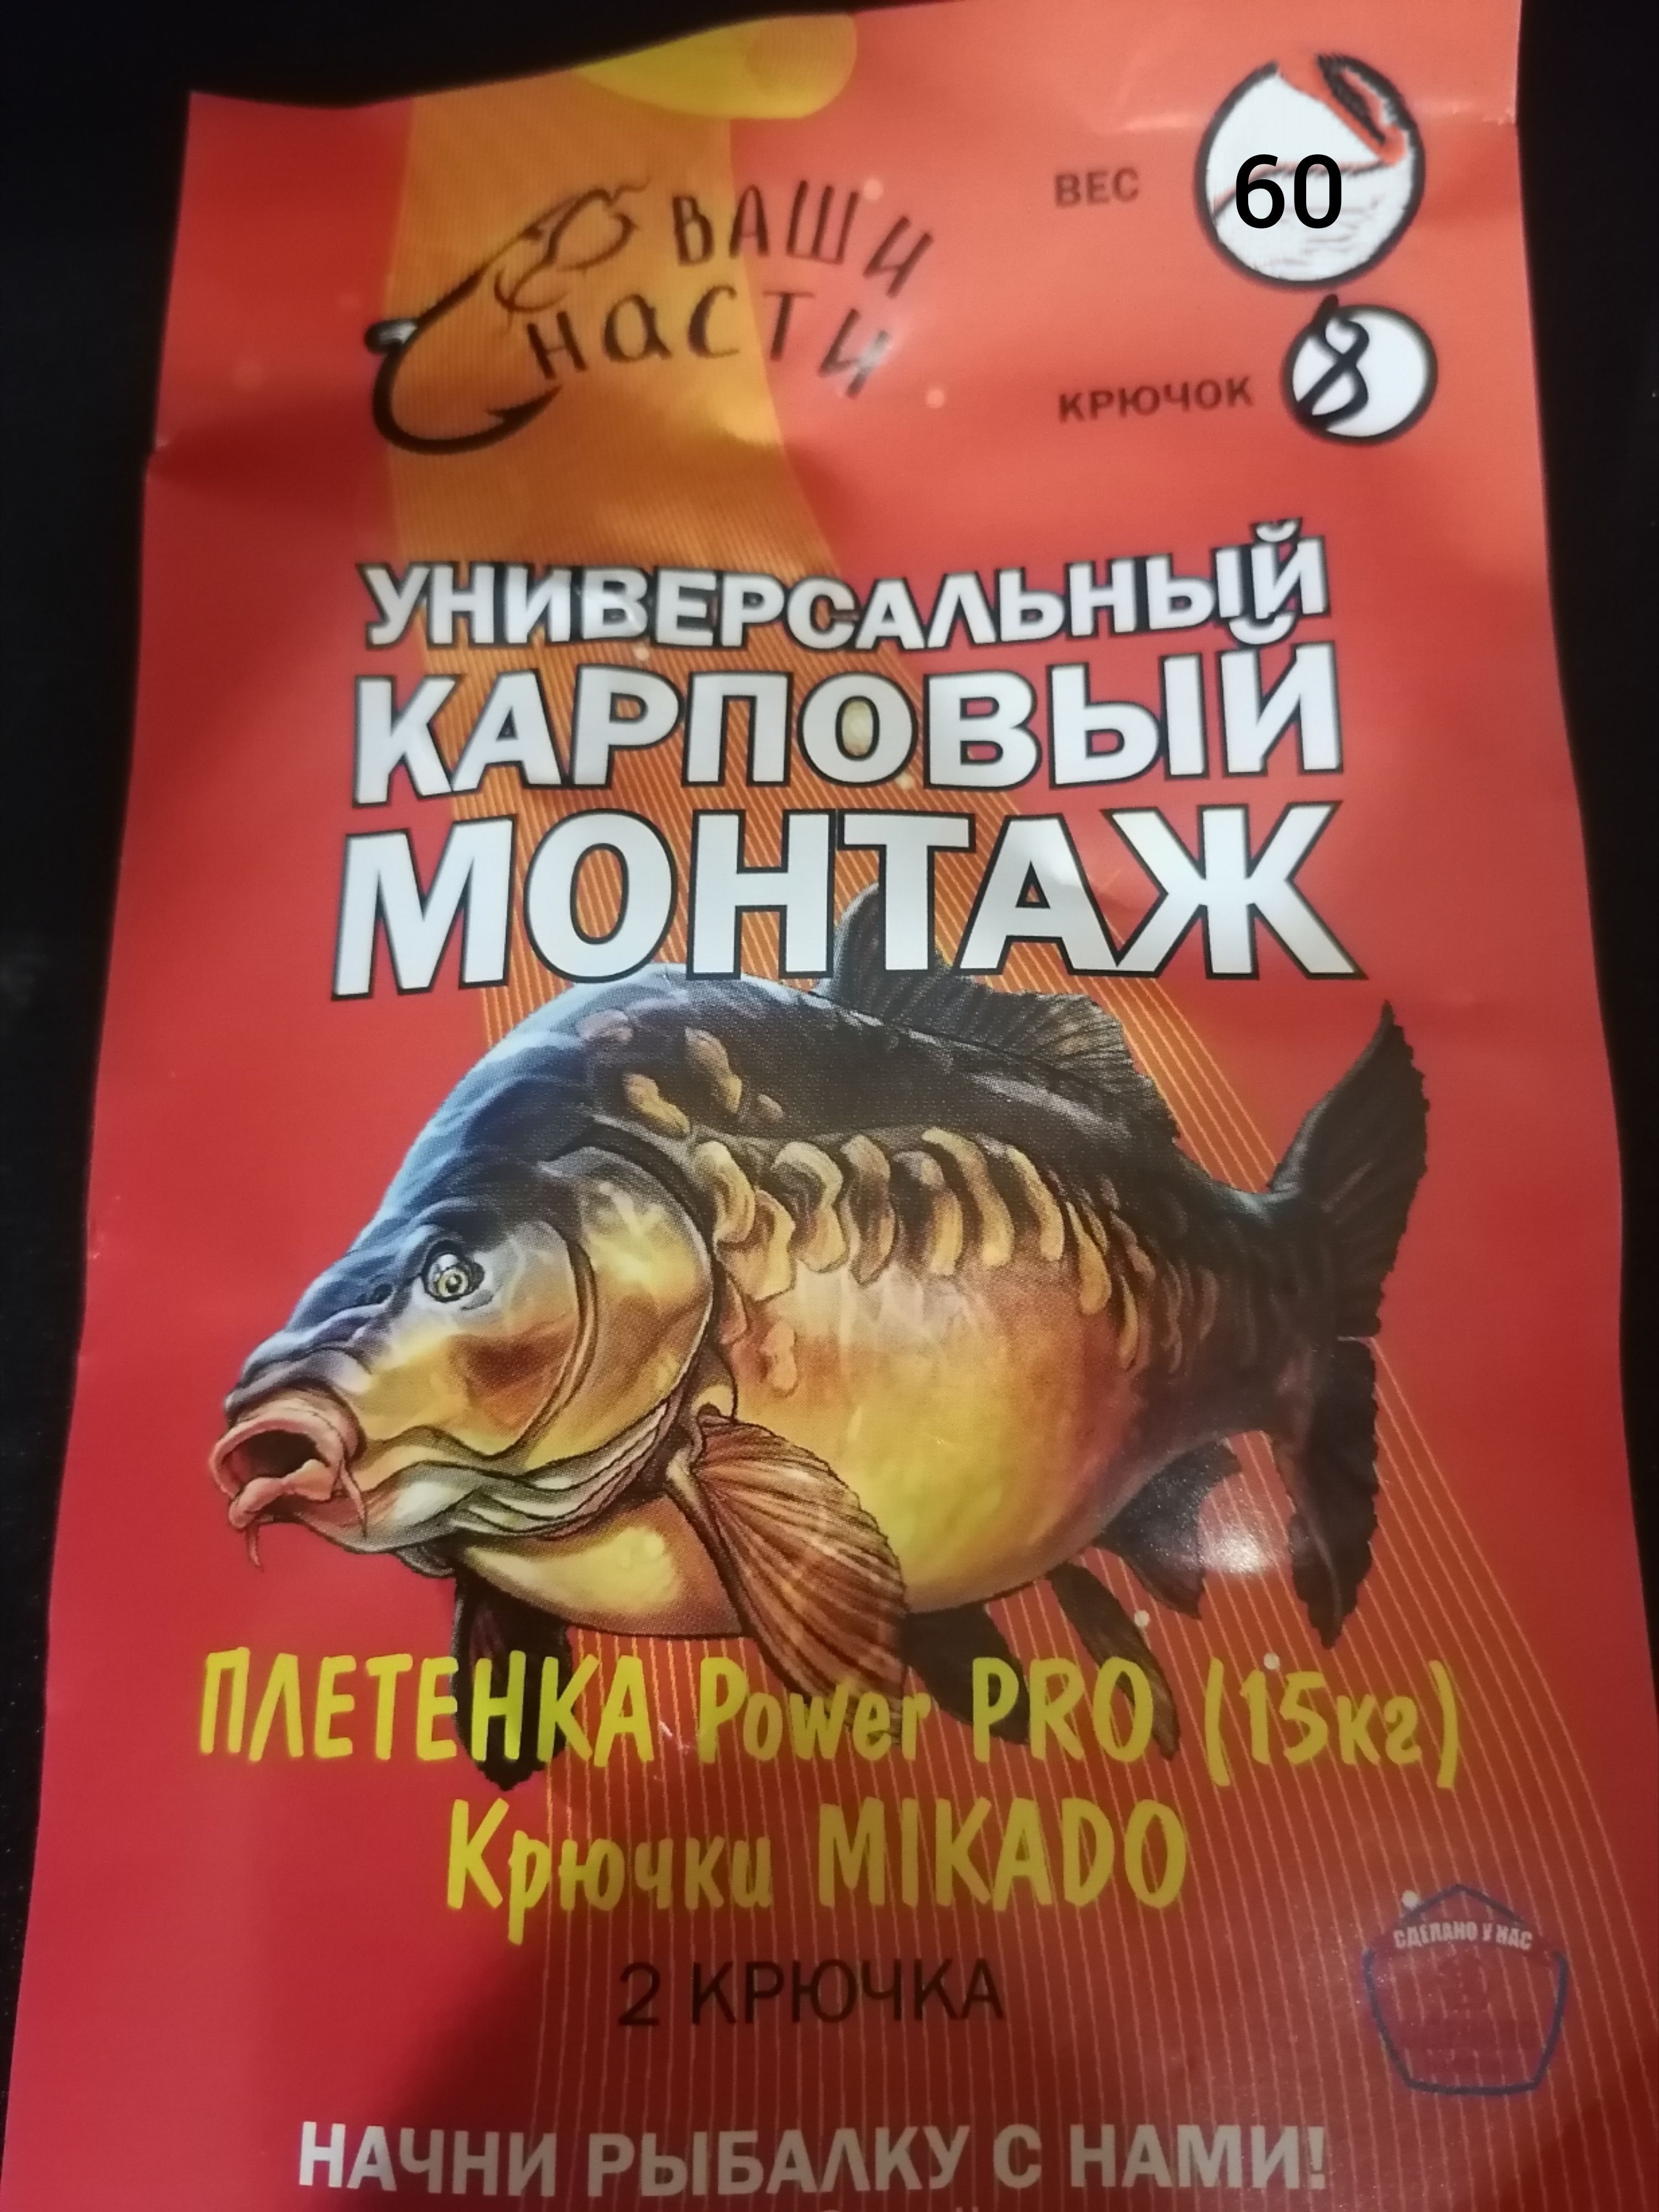 ВАШИ
СНАСТИ
ВЕС 60
КРЮЧОК 8
УНИВЕРСАЛЬНЫЙ
КАРПОВЫЙ
МОНТАЖ
ПЛЕТЕНКА Power PRO (15кг)
Крючки MIKADO
2 КРЮЧКА
СДЕЛАНО У НАС
НАЧНИ РЫБАЛКУ С НАМИ!